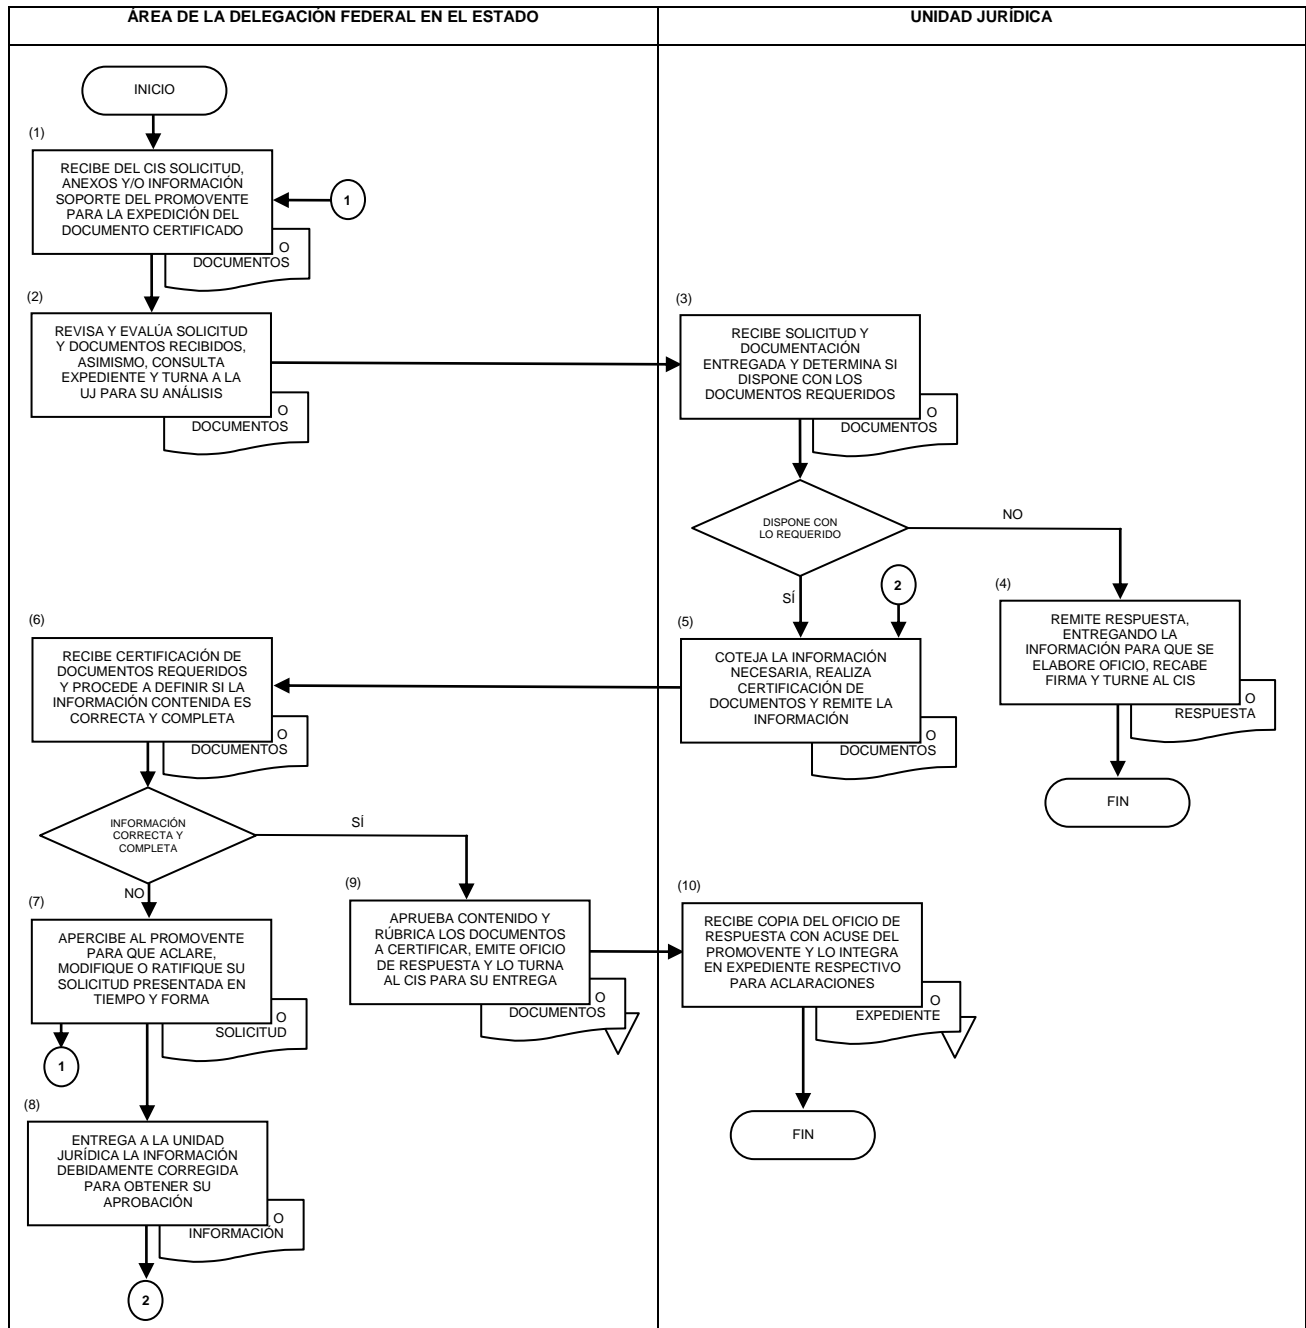 ÁREA DE LA DELEGACIÓN FEDERAL EN EL ESTADO
UNIDAD JURÍDICA
INICIO
(1)
RECIBE DEL CIS SOLICITUD,
ANEXOS Y/O INFORMACIÓN
SOPORTE DEL PROMOVENTE
PARA LA EXPEDICIÓN DEL
DOCUMENTO CERTIFICADO
1
O
DOCUMENTOS
(2)
REVISA Y EVALÚA SOLICITUD
Y DOCUMENTOS RECIBIDOS,
ASIMISMO, CONSULTA
EXPEDIENTE Y TURNA A LA
UJ PARA SU ANÁLISIS
O
DOCUMENTOS
(3)
RECIBE SOLICITUD Y
DOCUMENTACIÓN
ENTREGADA Y DETERMINA SI
DISPONE CON LOS
DOCUMENTOS REQUERIDOS
O
DOCUMENTOS
DISPONE CON
LO REQUERIDO
NO
SÍ
2
(4)
REMITE RESPUESTA,
ENTREGANDO LA
INFORMACIÓN PARA QUE SE
ELABORE OFICIO, RECABE
FIRMA Y TURNE AL CIS
O
RESPUESTA
FIN
(5)
COTEJA LA INFORMACIÓN
NECESARIA, REALIZA
CERTIFICACIÓN DE
DOCUMENTOS Y REMITE LA
INFORMACIÓN
O
DOCUMENTOS
(6)
RECIBE CERTIFICACIÓN DE
DOCUMENTOS REQUERIDOS
Y PROCEDE A DEFINIR SI LA
INFORMACIÓN CONTENIDA ES
CORRECTA Y COMPLETA
O
DOCUMENTOS
INFORMACIÓN
CORRECTA Y
COMPLETA
SÍ
NO
(7)
APERCIBE AL PROMOVENTE
PARA QUE ACLARE,
MODIFIQUE O RATIFIQUE SU
SOLICITUD PRESENTADA EN
TIEMPO Y FORMA
O
SOLICITUD
1
(8)
ENTREGA A LA UNIDAD
JURÍDICA LA INFORMACIÓN
DEBIDAMENTE CORREGIDA
PARA OBTENER SU
APROBACIÓN
O
INFORMACIÓN
2
(9)
APRUEBA CONTENIDO Y
RÚBRICA LOS DOCUMENTOS
A CERTIFICAR, EMITE OFICIO
DE RESPUESTA Y LO TURNA
AL CIS PARA SU ENTREGA
O
DOCUMENTOS
(10)
RECIBE COPIA DEL OFICIO DE
RESPUESTA CON ACUSE DEL
PROMOVENTE Y LO INTEGRA
EN EXPEDIENTE RESPECTIVO
PARA ACLARACIONES
O
EXPEDIENTE
FIN